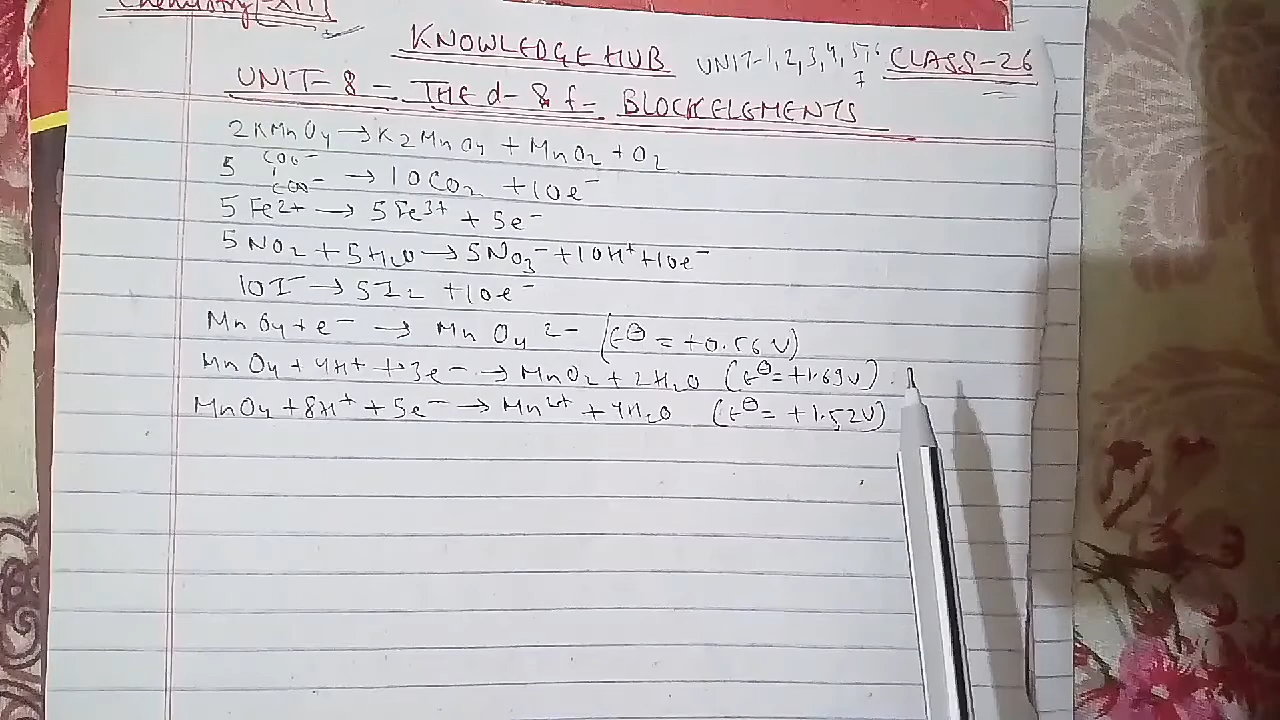 Chemistry (XII)
KNOWLEDGE HUB UNIT-1,2,3,4,5,6 CLASS-26
7
UNIT-8- THE d- & f- BLOCK ELEMENTS
2KMnO4 → K2MnO4 + MnO2 + O2
COO-
5 → 10CO2 + 10e-
COO-
5Fe2+ → 5Fe3+ + 5e-
5NO2 + 5H2O → 5NO3- + 10H+ + 10e-
10I- → 5I2 + 10e-
MnO4 + e- → MnO4 2- (E⊖ = +0.56V)
MnO4 + 4H+ + 3e- → MnO2 + 2H2O (E⊖ = +1.69V)
MnO4 + 8H+ + 5e- → Mn2+ + 4H2O (E⊖ = +1.52V)